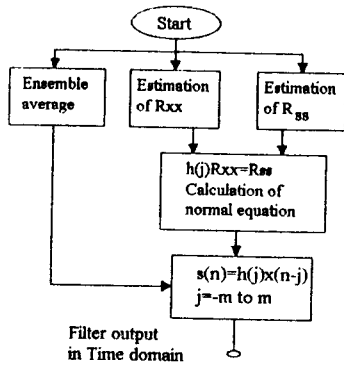 Start
Ensemble
average
Estimation
of Rxx
Estimation
of Rss
h(j)Rxx=Rss
Calculation of
normal equation
s(n)=h(j)x(n-j)
j=-m to m
Filter output
in Time domain